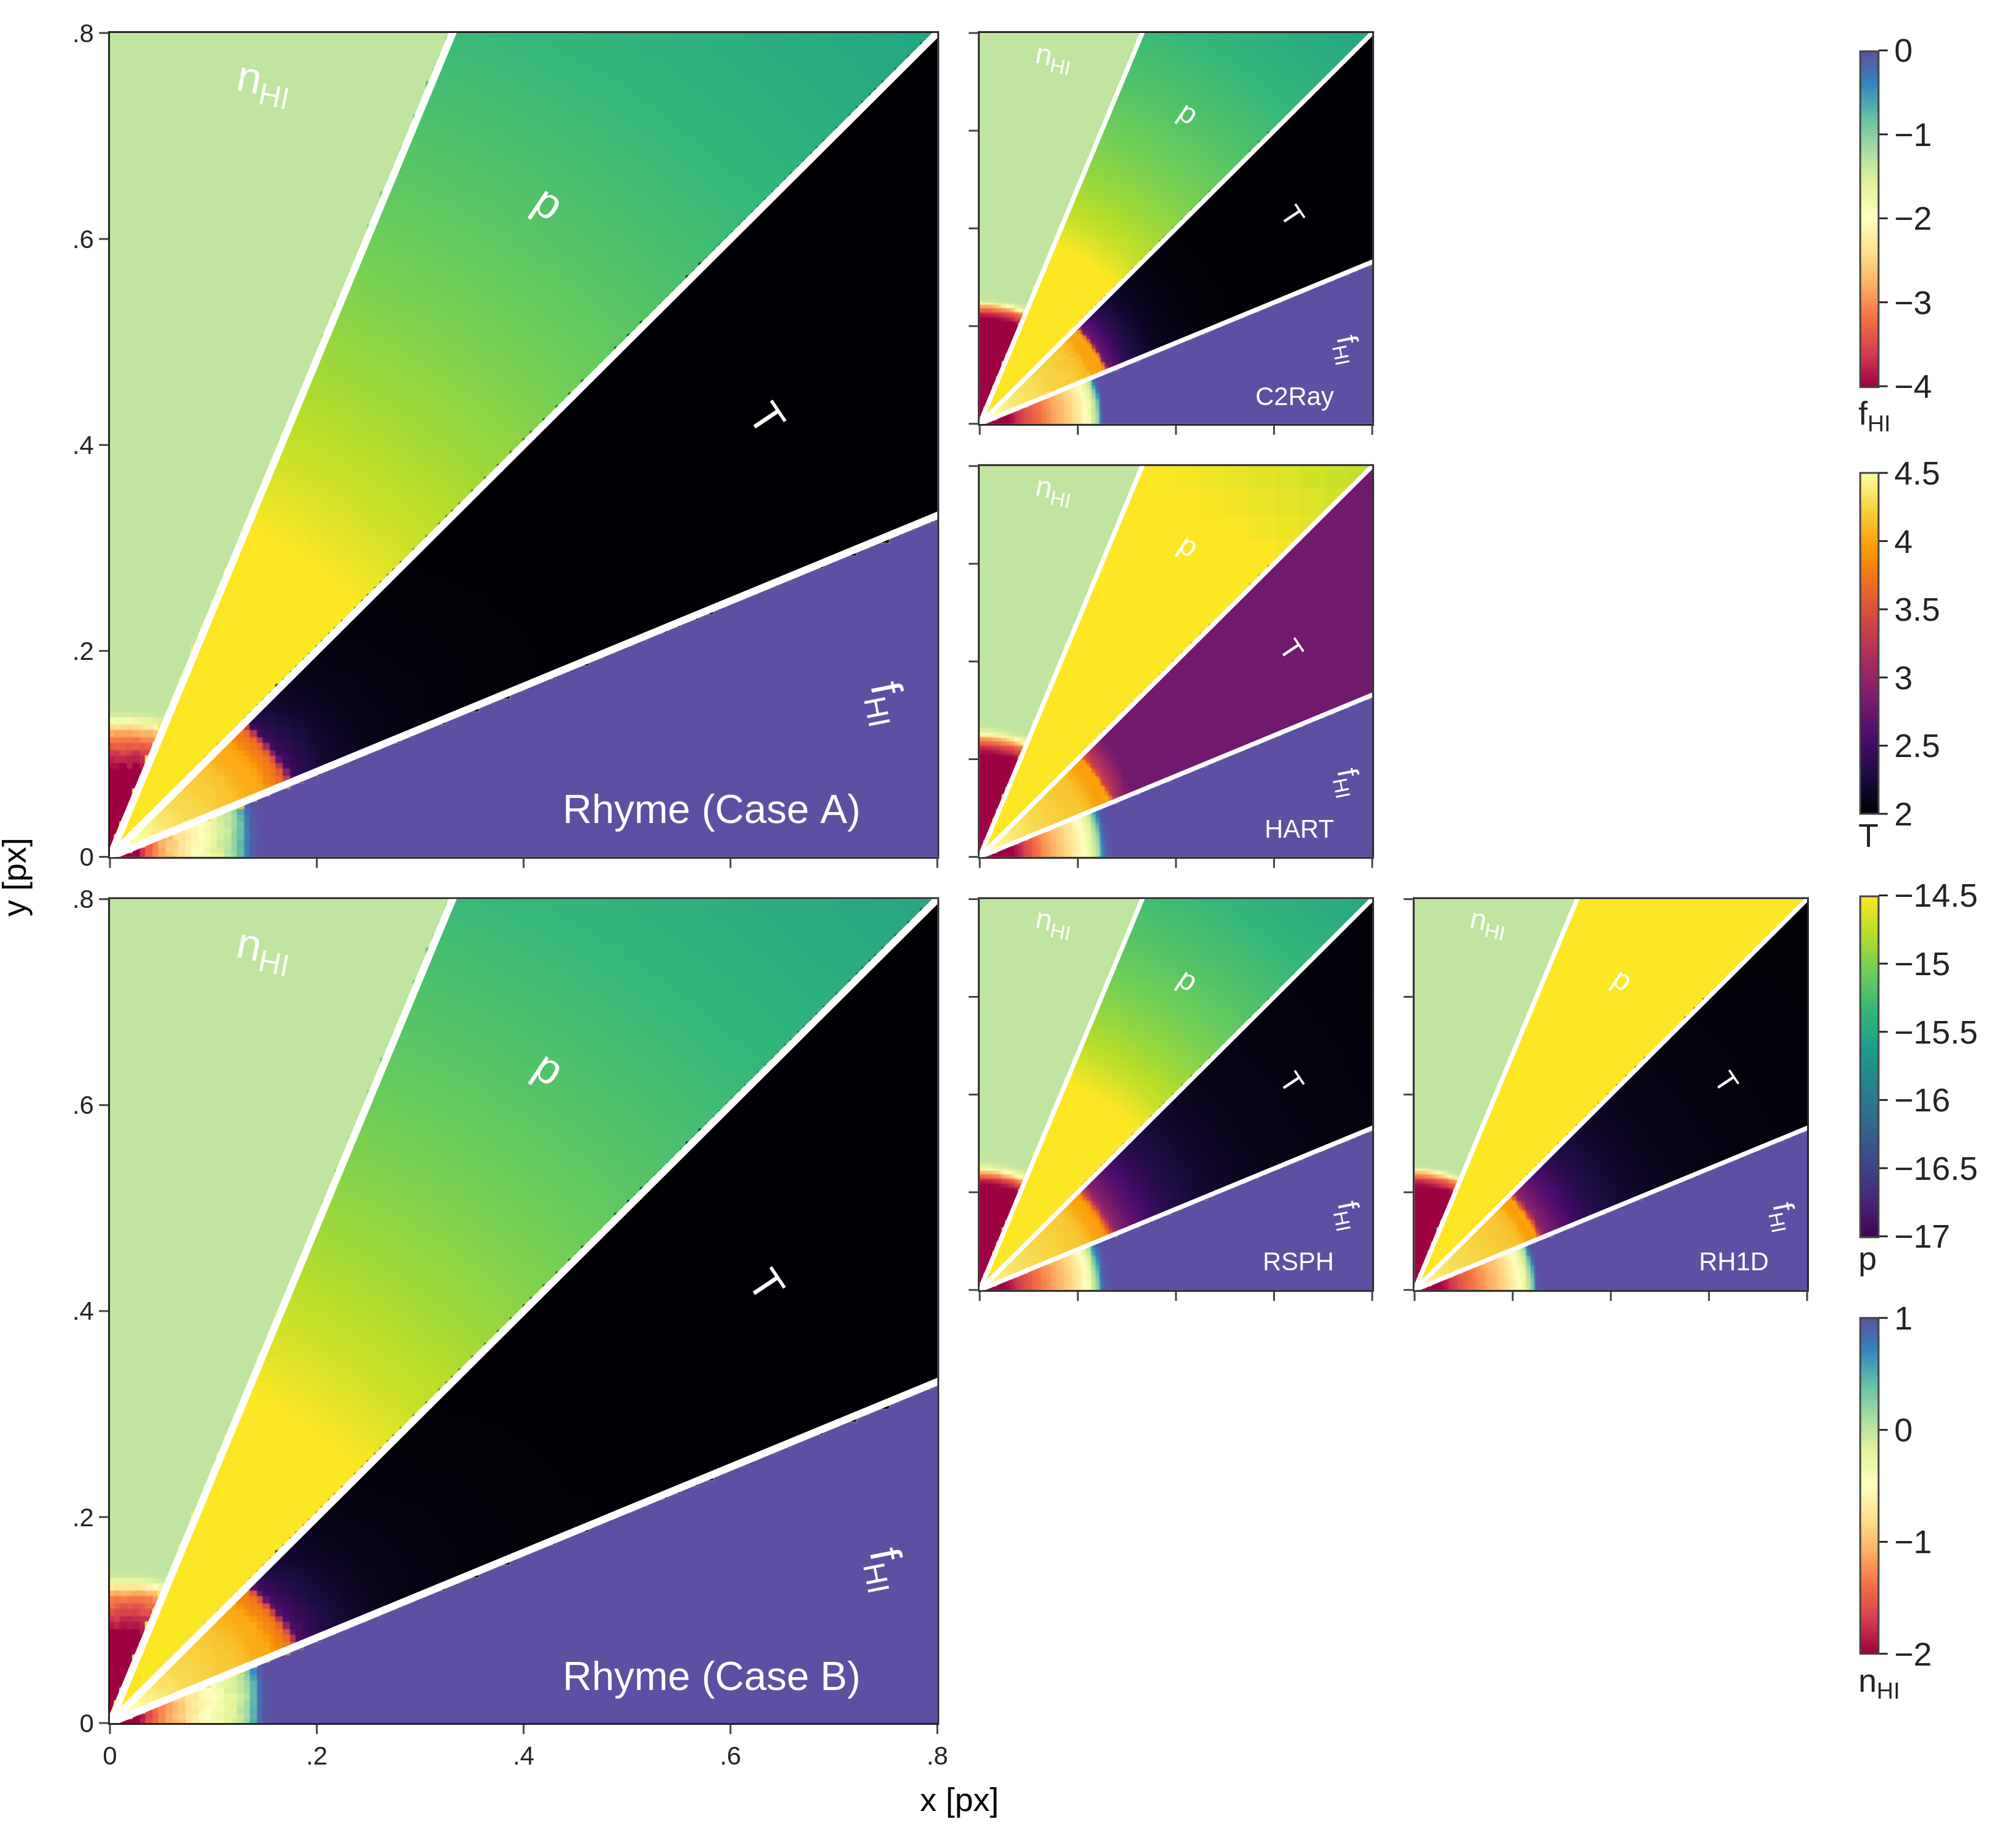 .8
.6
.4
.2
0
nHI
p
T
fHI
Rhyme (Case A)
nHI
p
T
fHI
C2Ray
nHI
p
T
fHI
HART
y [px]
.8
.6
.4
.2
0
nHI
p
T
fHI
Rhyme (Case B)
nHI
p
T
fHI
RSPH
nHI
p
T
fHI
RH1D
0
.2
.4
.6
.8
x [px]
0
−1
−2
−3
−4
fHI
4.5
4
3.5
3
2.5
2
T
−14.5
−15
−15.5
−16
−16.5
−17
p
1
0
−1
−2
nHI